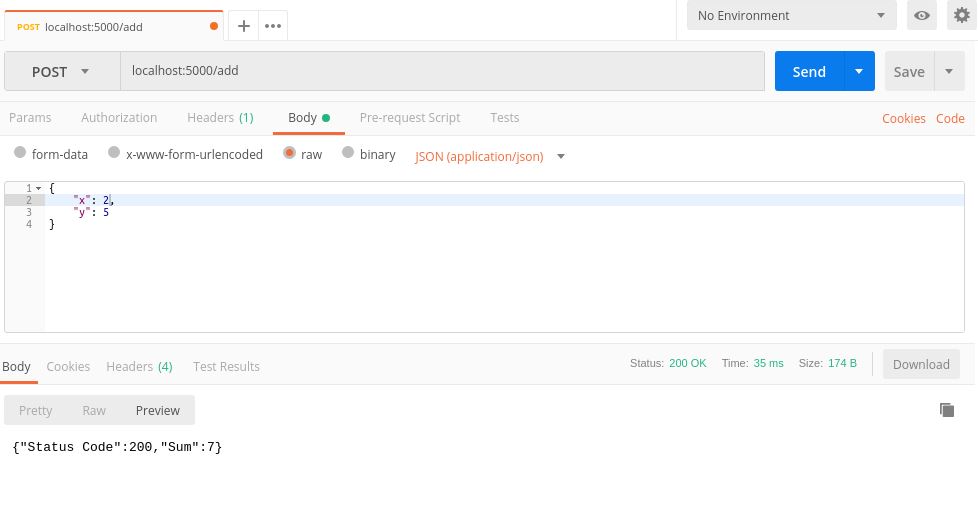 POST localhost:5000/add
No Environment
POST localhost:5000/add Send Save
Params Authorization Headers (1) Body Pre-request Script Tests Cookies Code
form-data x-www-form-urlencoded raw binary JSON (application/json)
1 {
2 "x": 2,
3 "y": 5
4 }
Body Cookies Headers (4) Test Results Status: 200 OK Time: 35 ms Size: 174 B Download
Pretty Raw Preview
{"Status Code":200,"Sum":7}